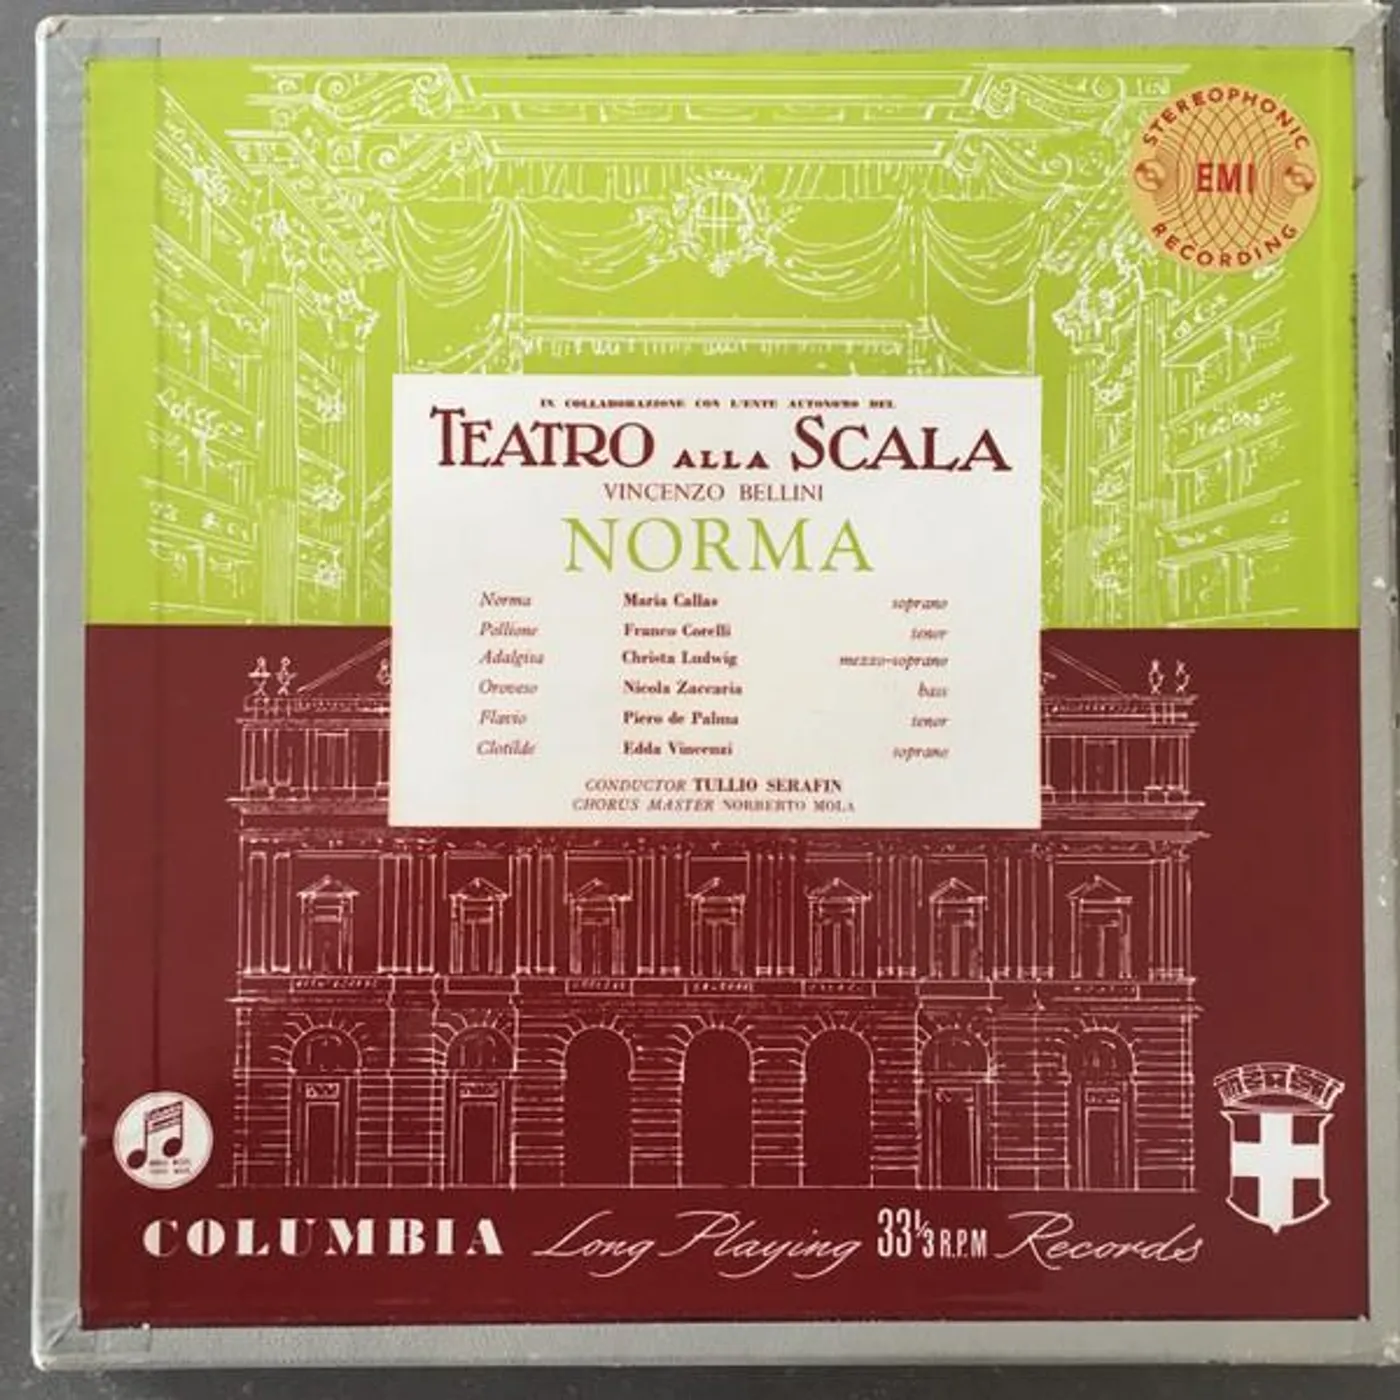 STEREOPHONIC
EMI
RECORDING
IN COLLABORAZIONE CON L'ENTE AUTONOMO DEL
TEATRO ALLA SCALA
VINCENZO BELLINI
NORMA
Norma Maria Callas soprano
Pollione Franco Corelli tenor
Adalgisa Christa Ludwig mezzo-soprano
Oroveso Nicola Zaccaria bass
Flavio Piero de Palma tenor
Clotilde Edda Vincenzi soprano
CONDUCTOR TULLIO SERAFIN
CHORUS MASTER NORBERTO MOLA
COLUMBIA Long Playing 33⅓ R.P.M Records